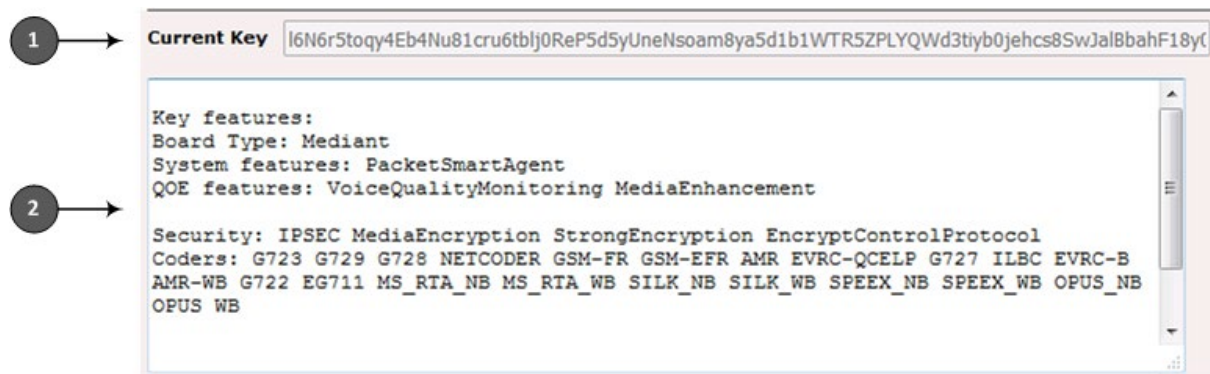 1
Current Key l6N6r5toqy4Eb4Nu81cru6tblj0ReP5d5yUneNsoam8ya5d1b1WTR5ZPLYQWd3tiyb0jehcs8SwJalBbahF18y(
2
Key features:
Board Type: Mediant
System features: PacketSmartAgent
QOE features: VoiceQualityMonitoring MediaEnhancement
Security: IPSEC MediaEncryption StrongEncryption EncryptControlProtocol
Coders: G723 G729 G728 NETCODER GSM-FR GSM-EFR AMR EVRC-QCELP G727 ILBC EVRC-B
AMR-WB G722 EG711 MS_RTA_NB MS_RTA_WB SILK_NB SILK_WB SPEEX_NB SPEEX_WB OPUS_NB
OPUS WB